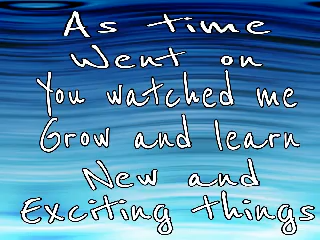 As time
Went on
You watched me
Grow and learn
New and
Exciting things